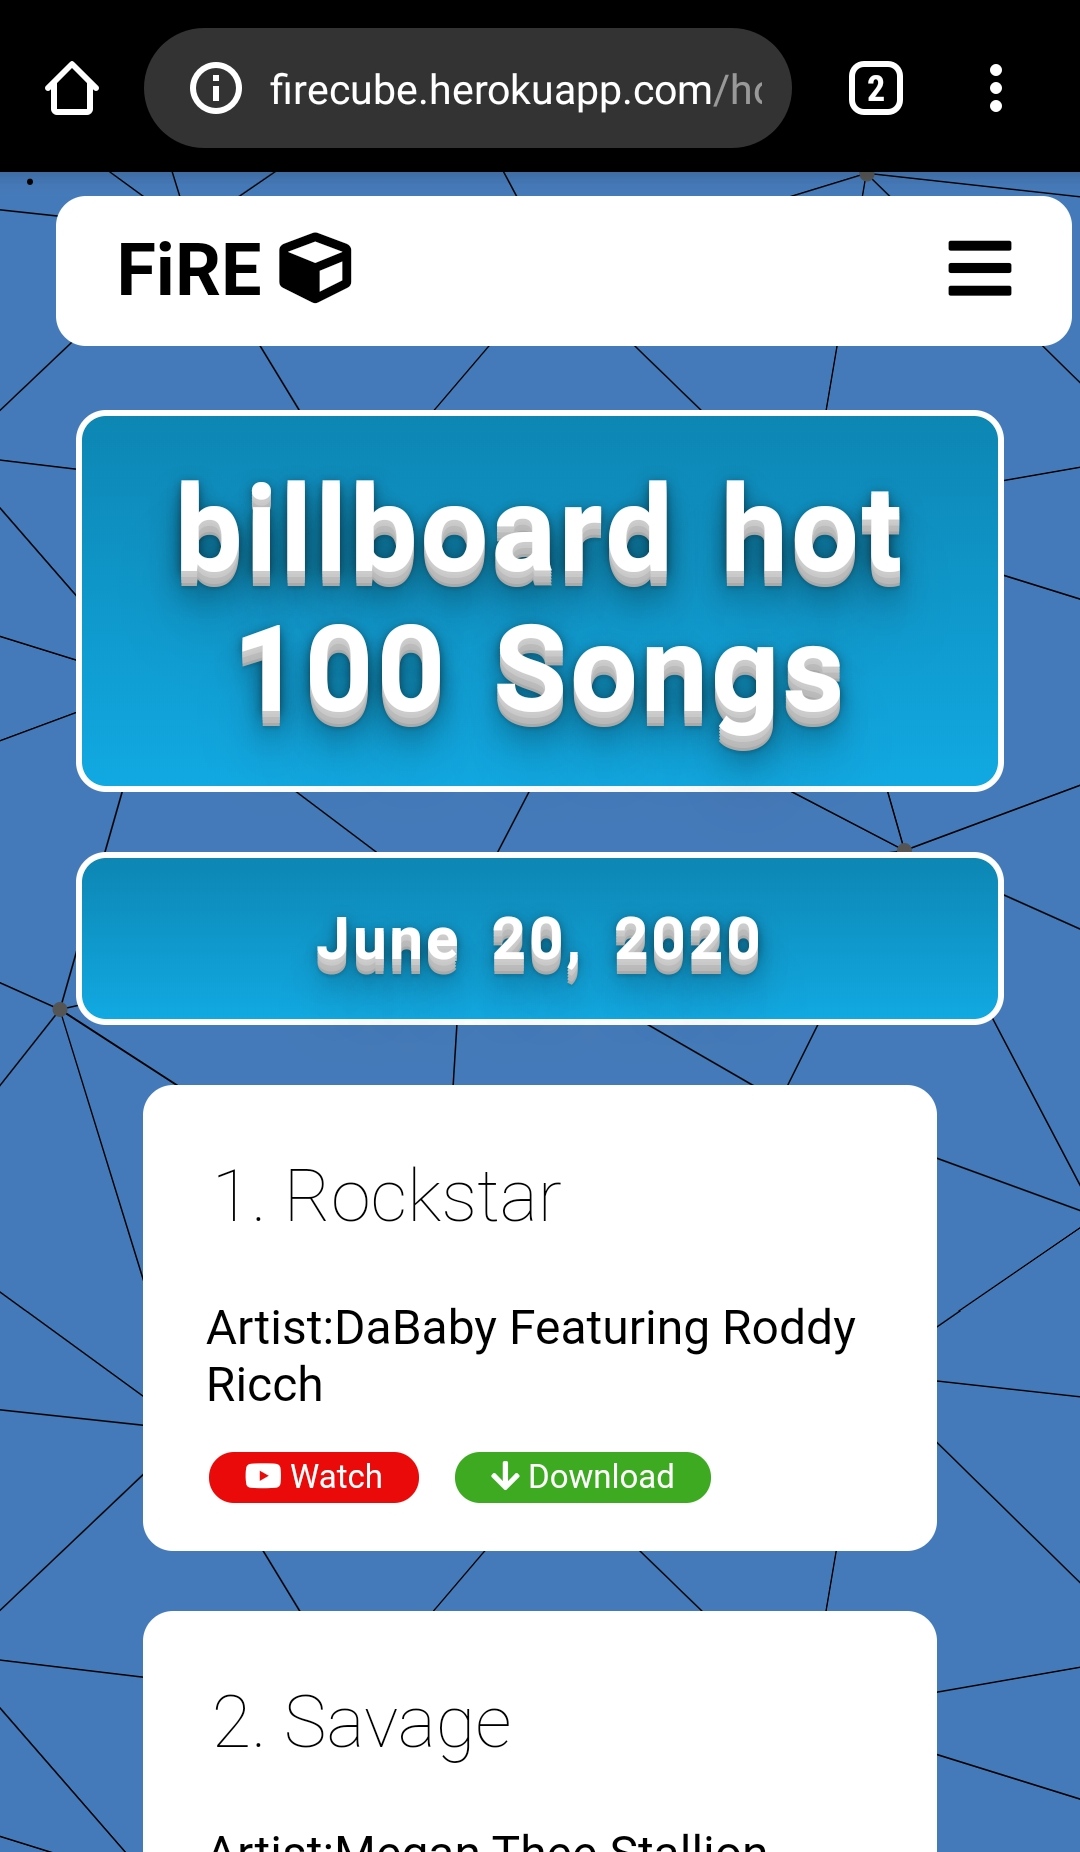 firecube.herokuapp.com/ho
2
FiRE
billboard hot
100 Songs
June 20, 2020
1. Rockstar
Artist:DaBaby Featuring Roddy
Ricch
Watch Download
2. Savage
Artist:Megan Thee Stallion